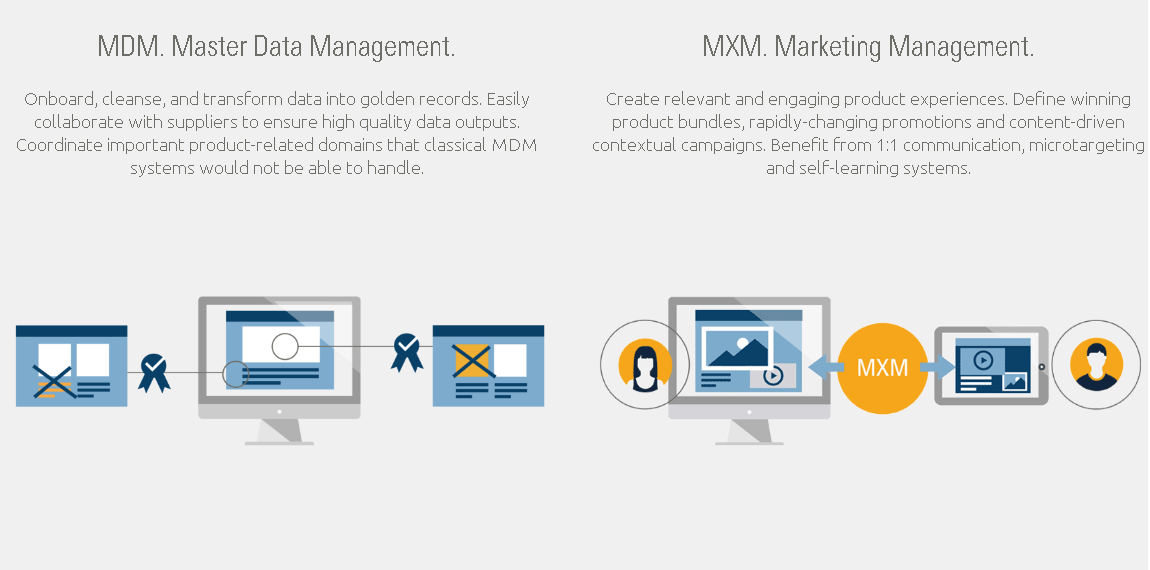 MDM. Master Data Management.
Onboard, cleanse, and transform data into golden records. Easily
collaborate with suppliers to ensure high quality data outputs.
Coordinate important product-related domains that classical MDM
systems would not be able to handle.
MXM. Marketing Management.
Create relevant and engaging product experiences. Define winning
product bundles, rapidly-changing promotions and content-driven
contextual campaigns. Benefit from 1:1 communication, microtargeting
and self-learning systems.
MXM